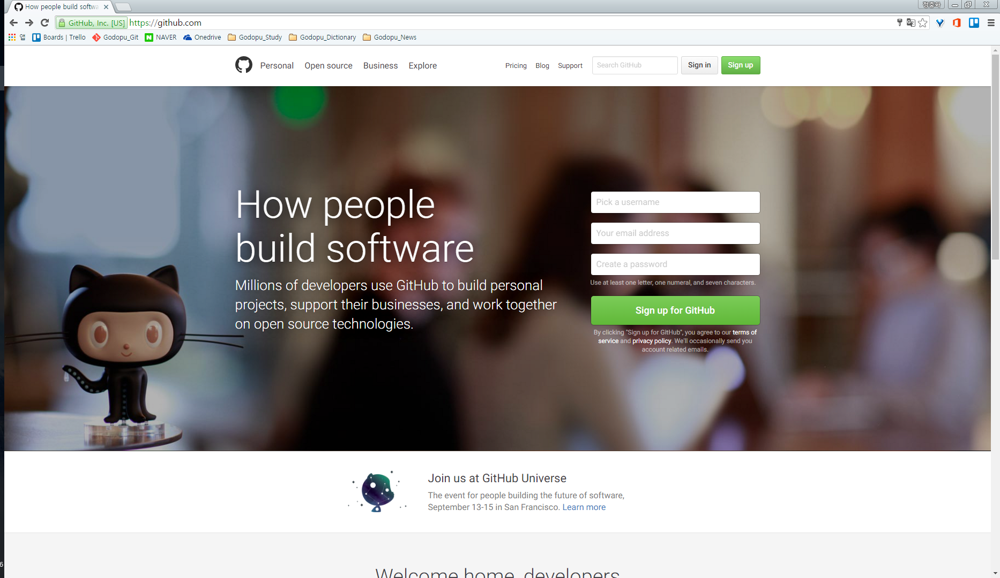 How people build softwa
정중화
GitHub, Inc. [US] https://github.com
앱 Boards | Trello Godopu_Git NAVER Onedrive Godopu_Study Godopu_Dictionary Godopu_News
Personal Open source Business Explore Pricing Blog Support Search GitHub Sign in Sign up
How people
build software
Millions of developers use GitHub to build personal
projects, support their businesses, and work together
on open source technologies.
Pick a username
Your email address
Create a password
Use at least one letter, one numeral, and seven characters.
Sign up for GitHub
By clicking "Sign up for GitHub", you agree to our terms of
service and privacy policy. We'll occasionally send you
account related emails.
Join us at GitHub Universe
The event for people building the future of software,
September 13-15 in San Francisco. Learn more
6
Welcome home, developers